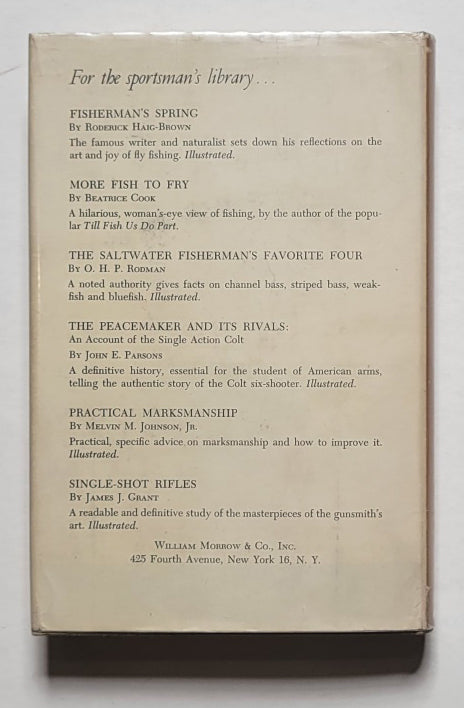 For the sportsman's library...
FISHERMAN'S SPRING
By Roderick Haig-Brown
The famous writer and naturalist sets down his reflections on the
art and joy of fly fishing. Illustrated.
MORE FISH TO FRY
By Beatrice Cook
A hilarious, woman's-eye view of fishing, by the author of the popu-
lar Till Fish Us Do Part.
THE SALTWATER FISHERMAN'S FAVORITE FOUR
By O. H. P. Rodman
A noted authority gives facts on channel bass, striped bass, weak-
fish and bluefish. Illustrated.
THE PEACEMAKER AND ITS RIVALS:
An Account of the Single Action Colt
By John E. Parsons
A definitive history, essential for the student of American arms,
telling the authentic story of the Colt six-shooter. Illustrated.
PRACTICAL MARKSMANSHIP
By Melvin M. Johnson, Jr.
Practical, specific advice on marksmanship and how to improve it.
Illustrated.
SINGLE-SHOT RIFLES
By James J. Grant
A readable and definitive study of the masterpieces of the gunsmith's
art. Illustrated.
William Morrow & Co., Inc.
425 Fourth Avenue, New York 16, N. Y.